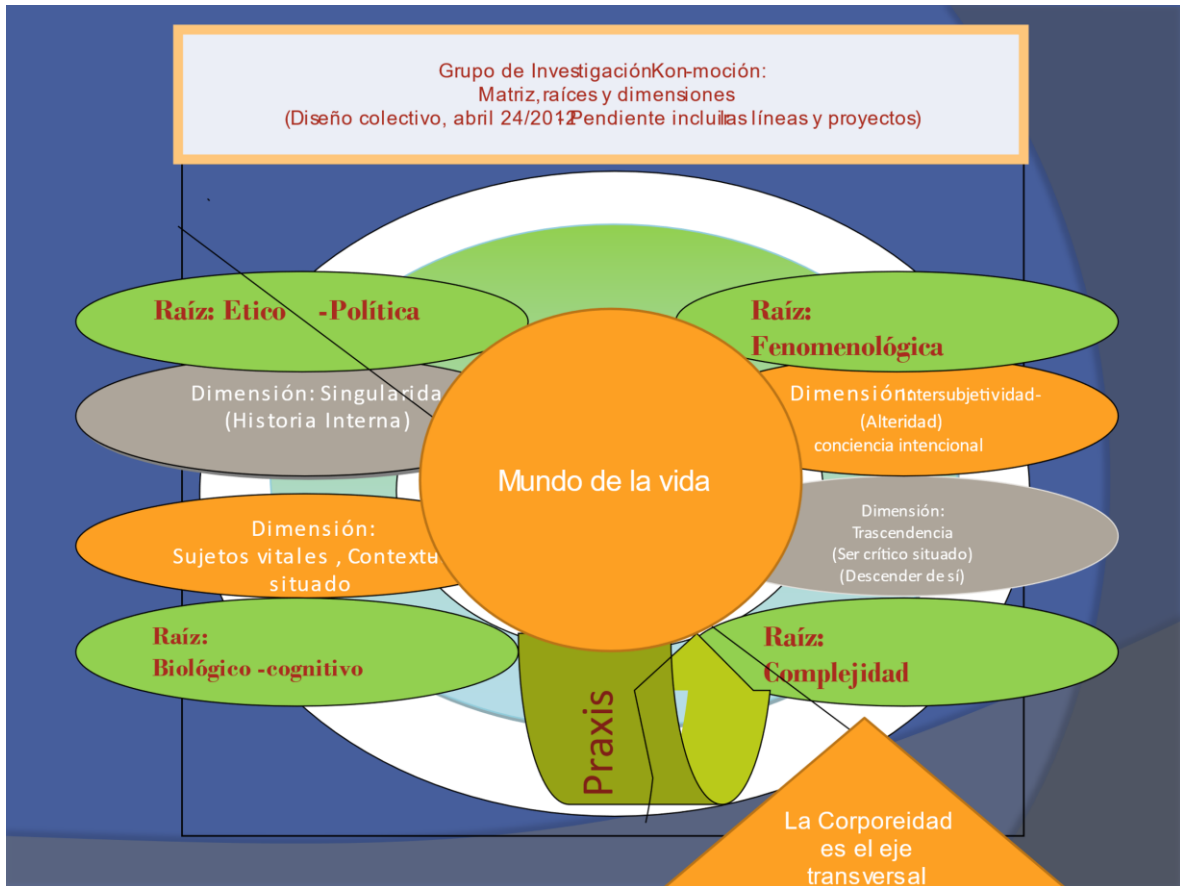 Grupo de InvestigaciónKon-moción:
Matriz,raíces y dimensiones
(Diseño colectivo, abril 24/2012-Pendiente incluirlas líneas y proyectos)
Raíz: Etico -Política
Raíz:
Fenomenológica
Dimensión: Singularida
(Historia Interna)
Dimensión:Intersubjetividad-
(Alteridad)
conciencia intencional
Mundo de la vida
Dimensión:
Sujetos vitales , Contextu
situado
Dimensión:
Trascendencia
(Ser crítico situado)
(Descender de sí)
Raíz:
Biológico -cognitivo
Raíz:
Complejidad
Praxis
La Corporeidad
es el eje
transversal